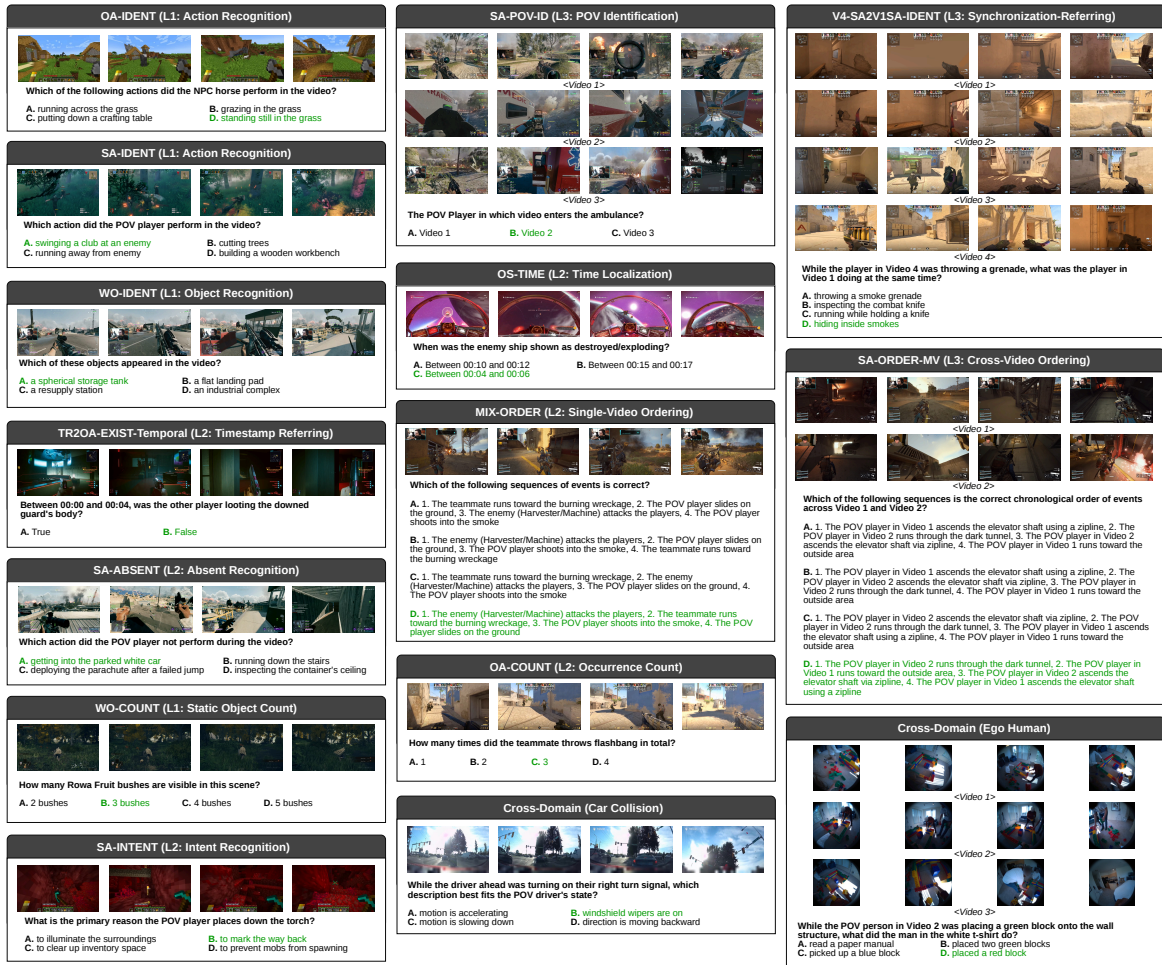 OA-IDENT (L1: Action Recognition)
Which of the following actions did the NPC horse perform in the video?
A. running across the grass
B. grazing in the grass
C. putting down a crafting table
D. standing still in the grass
SA-IDENT (L1: Action Recognition)
Which action did the POV player perform in the video?
A. swinging a club at an enemy
B. cutting trees
C. running away from enemy
D. building a wooden workbench
WO-IDENT (L1: Object Recognition)
Which of these objects appeared in the video?
A. a spherical storage tank
B. a flat landing pad
C. a resupply station
D. an industrial complex
TR2OA-EXIST-Temporal (L2: Timestamp Referring)
Between 00:00 and 00:04, was the other player looting the downed
guard's body?
A. True
B. False
SA-ABSENT (L2: Absent Recognition)
Which action did the POV player not perform during the video?
A. getting into the parked white car
B. running down the stairs
C. deploying the parachute after a failed jump
D. inspecting the container's ceiling
WO-COUNT (L1: Static Object Count)
How many Rowa Fruit bushes are visible in this scene?
A. 2 bushes
B. 3 bushes
C. 4 bushes
D. 5 bushes
SA-INTENT (L2: Intent Recognition)
What is the primary reason the POV player places down the torch?
A. to illuminate the surroundings
B. to mark the way back
C. to clear up inventory space
D. to prevent mobs from spawning
SA-POV-ID (L3: POV Identification)
<Video 1>
<Video 2>
<Video 3>
The POV Player in which video enters the ambulance?
A. Video 1
B. Video 2
C. Video 3
OS-TIME (L2: Time Localization)
When was the enemy ship shown as destroyed/exploding?
A. Between 00:10 and 00:12
B. Between 00:15 and 00:17
C. Between 00:04 and 00:06
MIX-ORDER (L2: Single-Video Ordering)
Which of the following sequences of events is correct?
A. 1. The teammate runs toward the burning wreckage, 2. The POV player slides on
the ground, 3. The enemy (Harvester/Machine) attacks the players, 4. The POV player
shoots into the smoke
B. 1. The enemy (Harvester/Machine) attacks the players, 2. The POV player slides on
the ground, 3. The POV player shoots into the smoke, 4. The teammate runs toward
the burning wreckage
C. 1. The teammate runs toward the burning wreckage, 2. The enemy
(Harvester/Machine) attacks the players, 3. The POV player slides on the ground, 4.
The POV player shoots into the smoke
D. 1. The enemy (Harvester/Machine) attacks the players, 2. The teammate runs
toward the burning wreckage, 3. The POV player shoots into the smoke, 4. The POV
player slides on the ground
OA-COUNT (L2: Occurrence Count)
How many times did the teammate throws flashbang in total?
A. 1
B. 2
C. 3
D. 4
Cross-Domain (Car Collision)
While the driver ahead was turning on their right turn signal, which
description best fits the POV driver's state?
A. motion is accelerating
B. windshield wipers are on
C. motion is slowing down
D. direction is moving backward
V4-SA2V1SA-IDENT (L3: Synchronization-Referring)
<Video 1>
<Video 2>
<Video 3>
<Video 4>
While the player in Video 4 was throwing a grenade, what was the player in
Video 1 doing at the same time?
A. throwing a smoke grenade
B. inspecting the combat knife
C. running while holding a knife
D. hiding inside smokes
SA-ORDER-MV (L3: Cross-Video Ordering)
<Video 1>
<Video 2>
Which of the following sequences is the correct chronological order of events
across Video 1 and Video 2?
A. 1. The POV player in Video 1 ascends the elevator shaft using a zipline, 2. The
POV player in Video 2 runs through the dark tunnel, 3. The POV player in Video 2
ascends the elevator shaft via zipline, 4. The POV player in Video 1 runs toward the
outside area
B. 1. The POV player in Video 1 ascends the elevator shaft using a zipline, 2. The
POV player in Video 2 ascends the elevator shaft via zipline, 3. The POV player in
Video 2 runs through the dark tunnel, 4. The POV player in Video 1 runs toward the
outside area
C. 1. The POV player in Video 2 ascends the elevator shaft via zipline, 2. The POV
player in Video 2 runs through the dark tunnel, 3. The POV player in Video 1 ascends
the elevator shaft using a zipline, 4. The POV player in Video 1 runs toward the
outside area
D. 1. The POV player in Video 2 runs through the dark tunnel, 2. The POV player in
Video 1 runs toward the outside area, 3. The POV player in Video 2 ascends the
elevator shaft via zipline, 4. The POV player in Video 1 ascends the elevator shaft
using a zipline
Cross-Domain (Ego Human)
<Video 1>
<Video 2>
<Video 3>
While the POV person in Video 2 was placing a green block onto the wall
structure, what did the man in the white t-shirt do?
A. read a paper manual
B. placed two green blocks
C. picked up a blue block
D. placed a red block